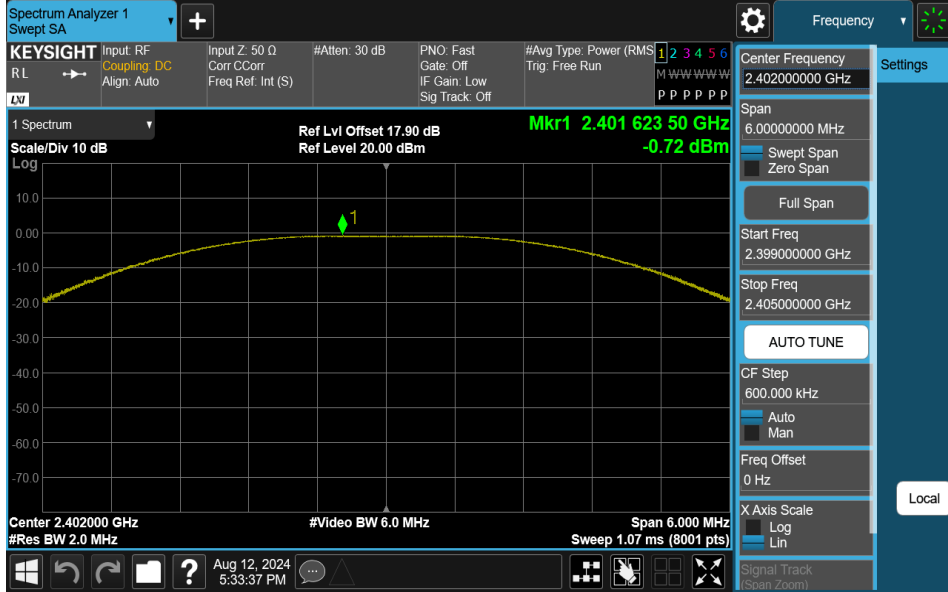 Spectrum Analyzer 1
Swept SA
+
Frequency
KEYSIGHT
R L
LXI
Input: RF
Coupling: DC
Align: Auto
Input Z: 50 Ω
Corr CCorr
Freq Ref: Int (S)
#Atten: 30 dB
PNO: Fast
Gate: Off
IF Gain: Low
Sig Track: Off
#Avg Type: Power (RMS
Trig: Free Run
1 2 3 4 5 6
M W W W W W
P P P P P P
1 Spectrum
Scale/Div 10 dB
Log
Ref Lvl Offset 17.90 dB
Ref Level 20.00 dBm
Mkr1 2.401 623 50 GHz
-0.72 dBm
1
10.0
0.00
-10.0
-20.0
-30.0
-40.0
-50.0
-60.0
-70.0
Center 2.402000 GHz
#Res BW 2.0 MHz
#Video BW 6.0 MHz
Span 6.000 MHz
Sweep 1.07 ms (8001 pts)
?
Aug 12, 2024
5:33:37 PM
Center Frequency
2.402000000 GHz
Span
6.00000000 MHz
Swept Span
Zero Span
Full Span
Start Freq
2.399000000 GHz
Stop Freq
2.405000000 GHz
AUTO TUNE
CF Step
600.000 kHz
Auto
Man
Freq Offset
0 Hz
X Axis Scale
Log
Lin
Signal Track
(Span Zoom)
Settings
Local